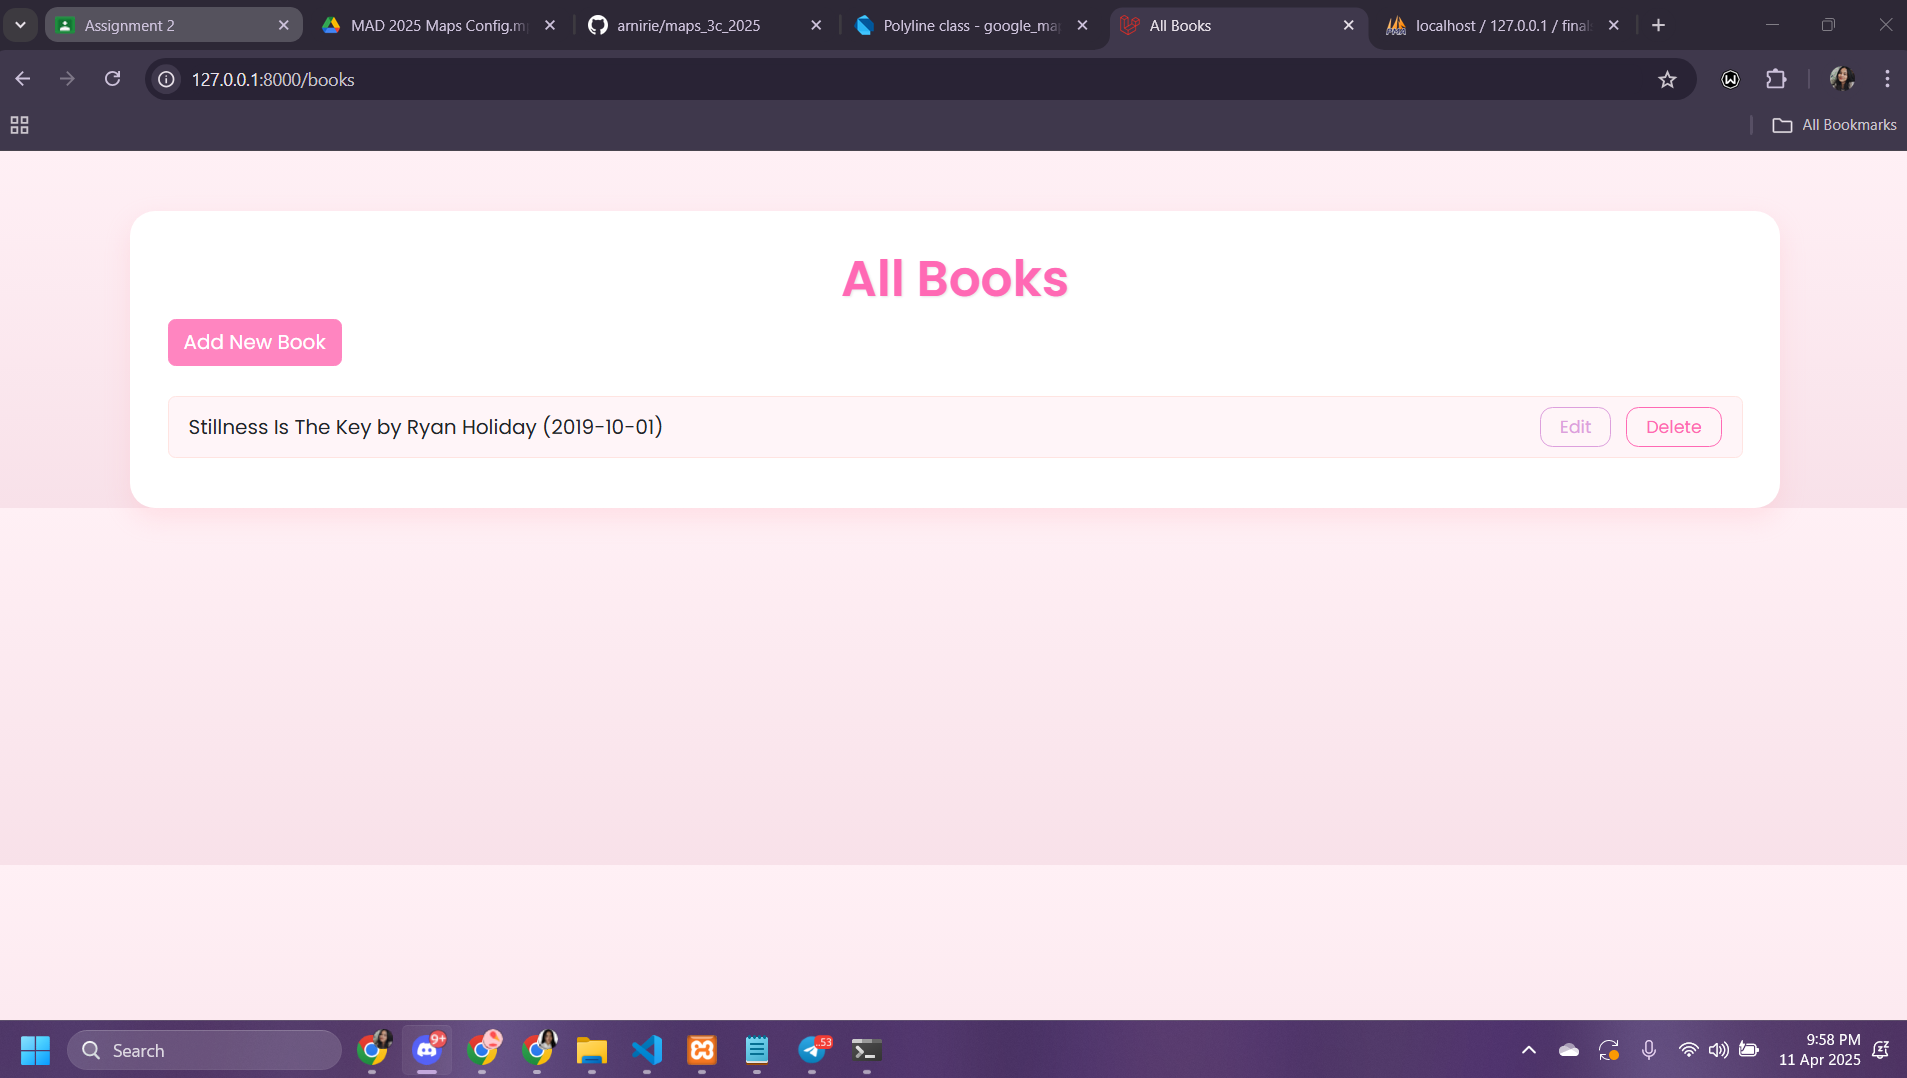 Assignment 2
MAD 2025 Maps Config.m
arnirie/maps_3c_2025
Polyline class - google_ma
All Books
localhost / 127.0.0.1 / final
127.0.0.1:8000/books
All Bookmarks
All Books
Add New Book
Stillness Is The Key by Ryan Holiday (2019-10-01)
Edit
Delete
Search
9+
..53
9:58 PM
11 Apr 2025